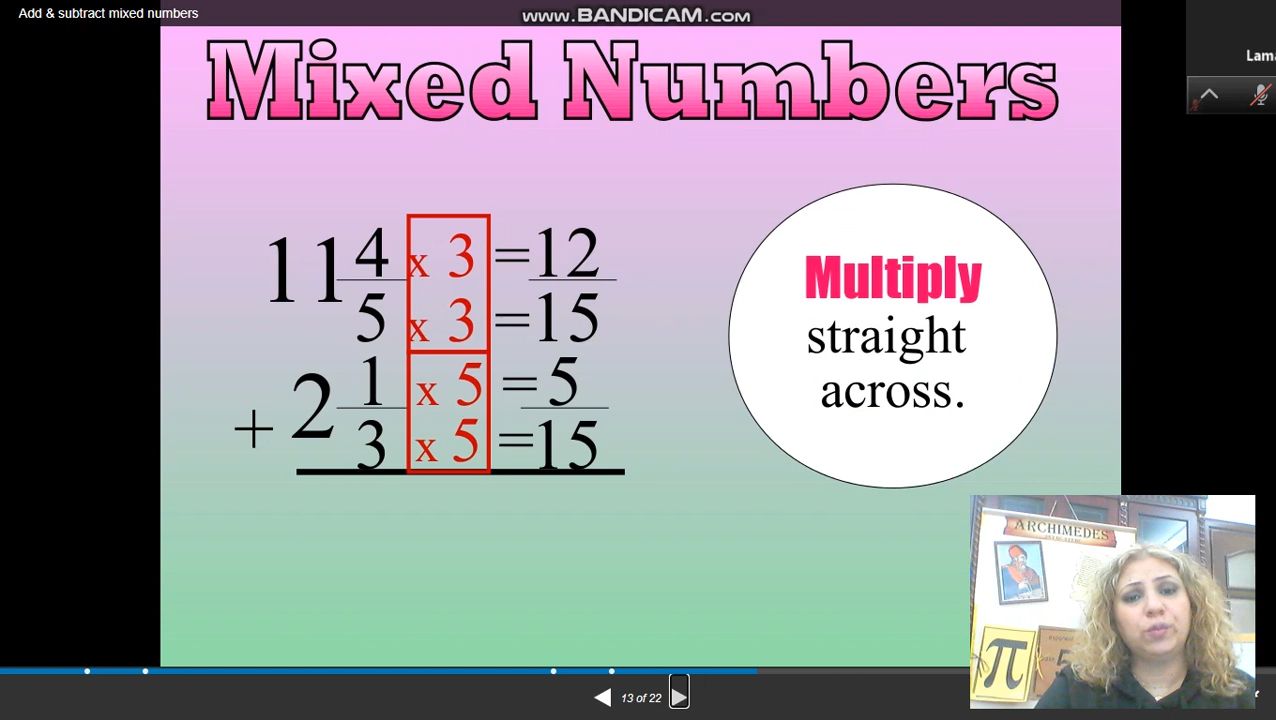 Add & subtract mixed numbers
www.BANDICAM.com
Mixed Numbers
Lam
11 4 x 3 =12
5 x 3 =15
+ 2 1 x 5 = 5
3 x 5 =15
Multiply
straight
across.
ARCHIMEDES
π
13 of 22